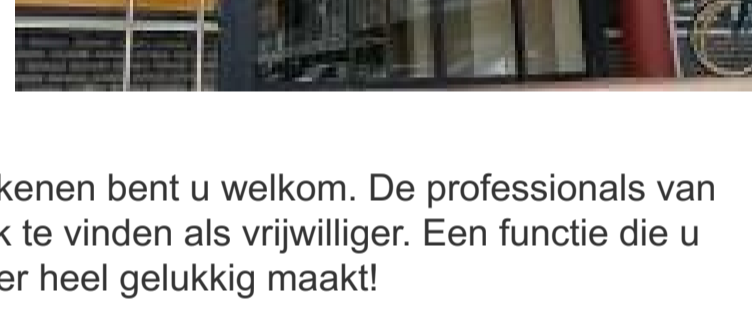 kenen bent u welkom. De professionals van
k te vinden als vrijwilliger. Een functie die u
er heel gelukkig maakt!